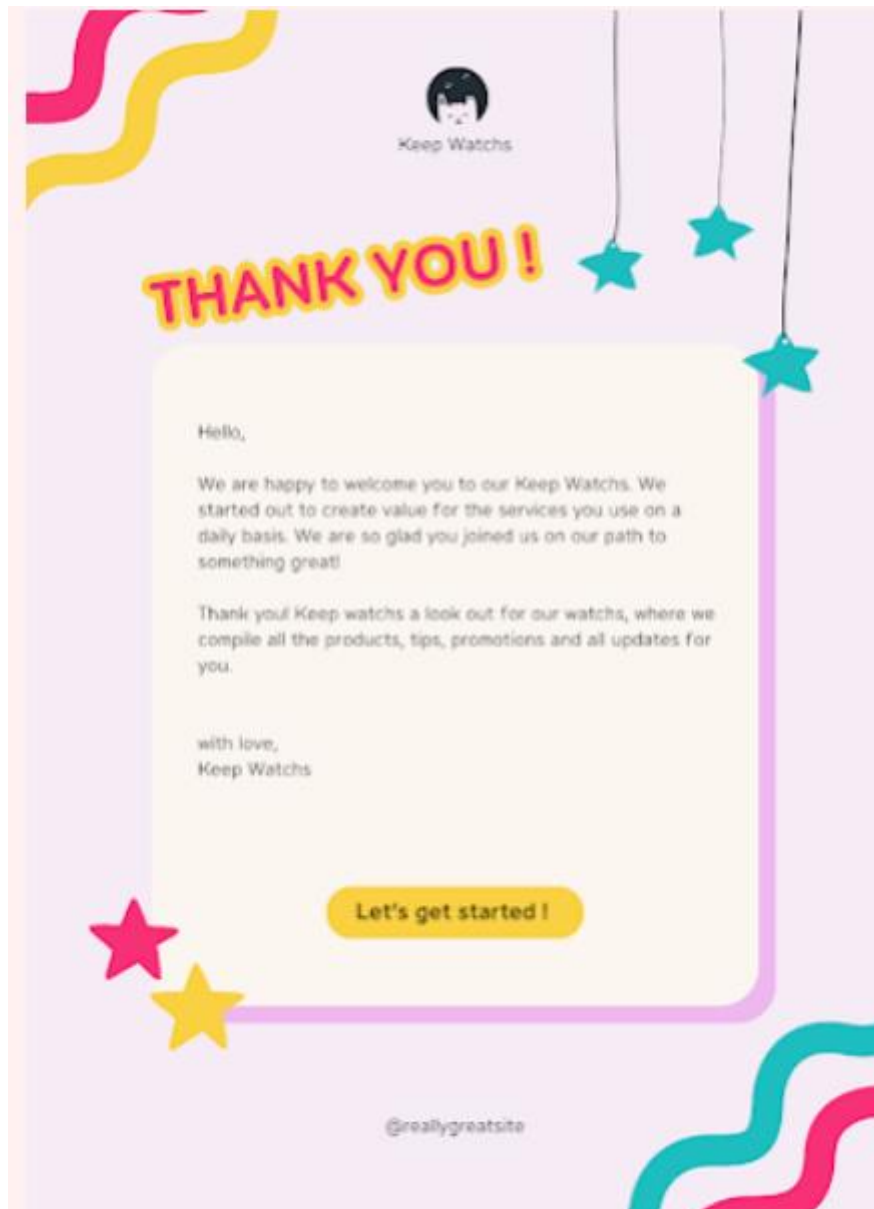 Keep Watchs
THANK YOU !
Hello,
We are happy to welcome you to our Keep Watchs. We
started out to create value for the services you use on a
daily basis. We are so glad you joined us on our path to
something great!
Thank you! Keep watchs a look out for our watchs, where we
compile all the products, tips, promotions and all updates for
you.
with love,
Keep Watchs
Let's get started !
@reallygreatsite